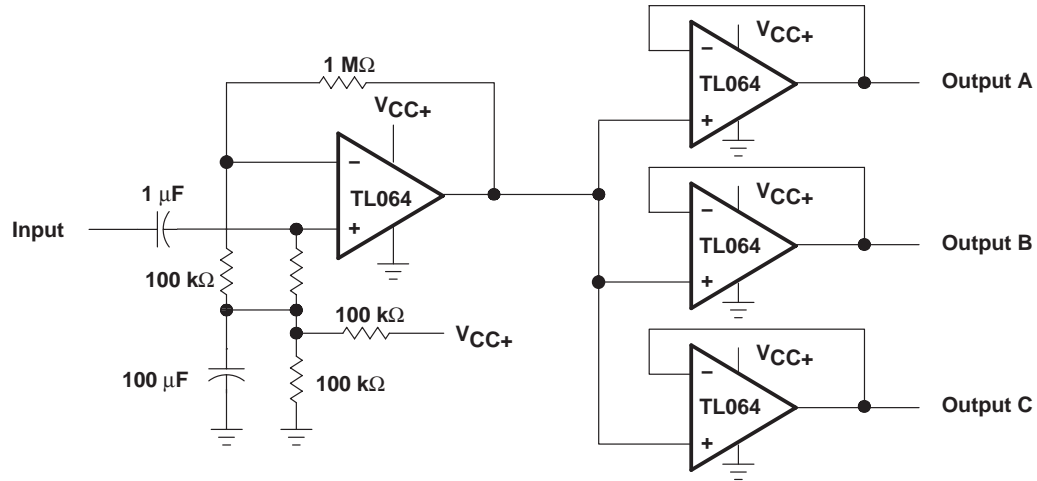 1 MΩ
VCC+
TL064
1 μF
Input
100 kΩ
100 kΩ
VCC+
100 μF
100 kΩ
VCC+
TL064
Output A
VCC+
TL064
Output B
VCC+
TL064
Output C